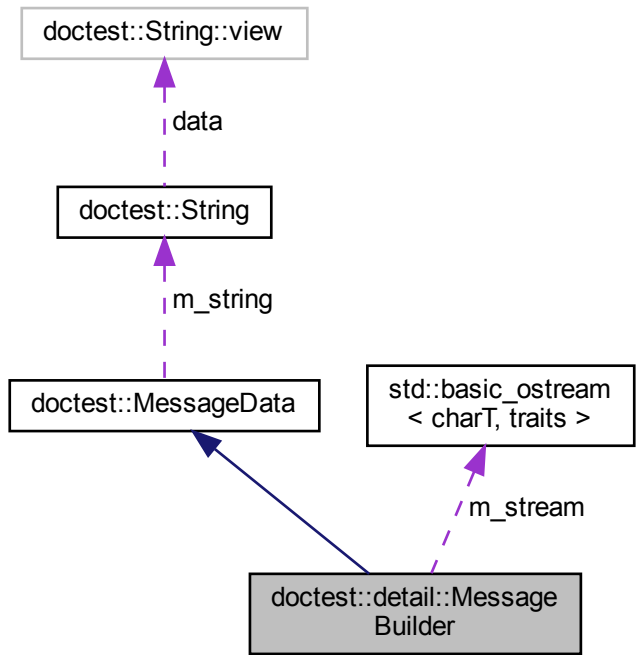 doctest::String::view
data
doctest::String
m_string
doctest::MessageData
std::basic_ostream
< charT, traits >
m_stream
doctest::detail::Message
Builder